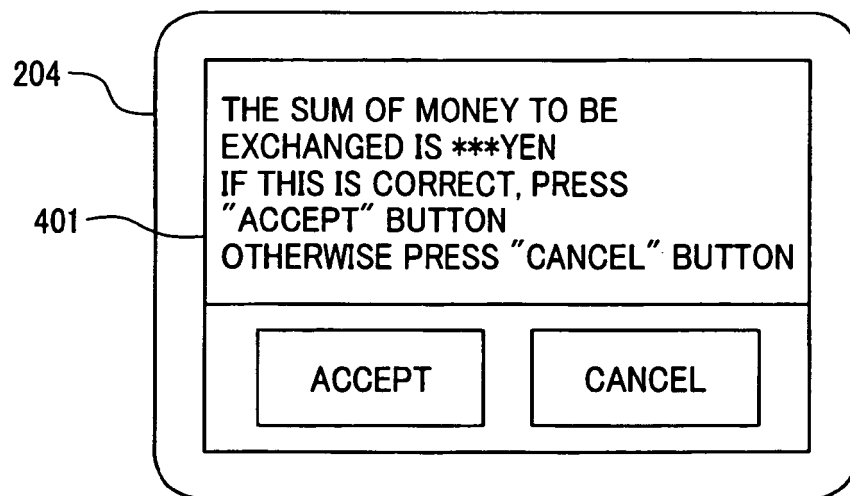 204
THE SUM OF MONEY TO BE
EXCHANGED IS ***YEN
IF THIS IS CORRECT, PRESS
"ACCEPT" BUTTON
401
OTHERWISE PRESS "CANCEL" BUTTON
ACCEPT
CANCEL